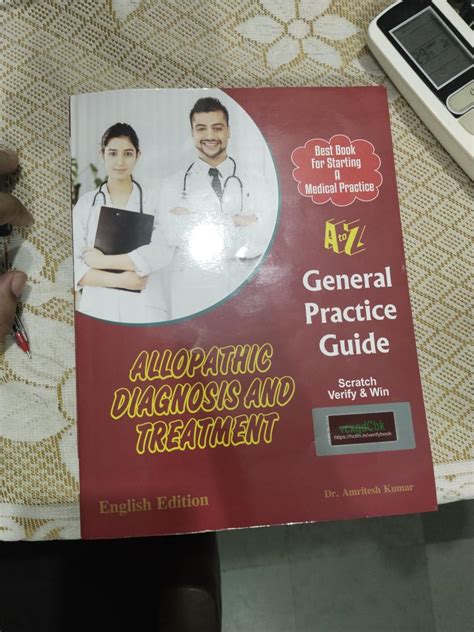 Best Book
For Starting
A
Medical Practice
A to Z
General
Practice
Guide
Scratch
Verify & Win
ALLOPATHIC
DIAGNOSIS AND
TREATMENT
English Edition
Dr. Amritesh Kumar